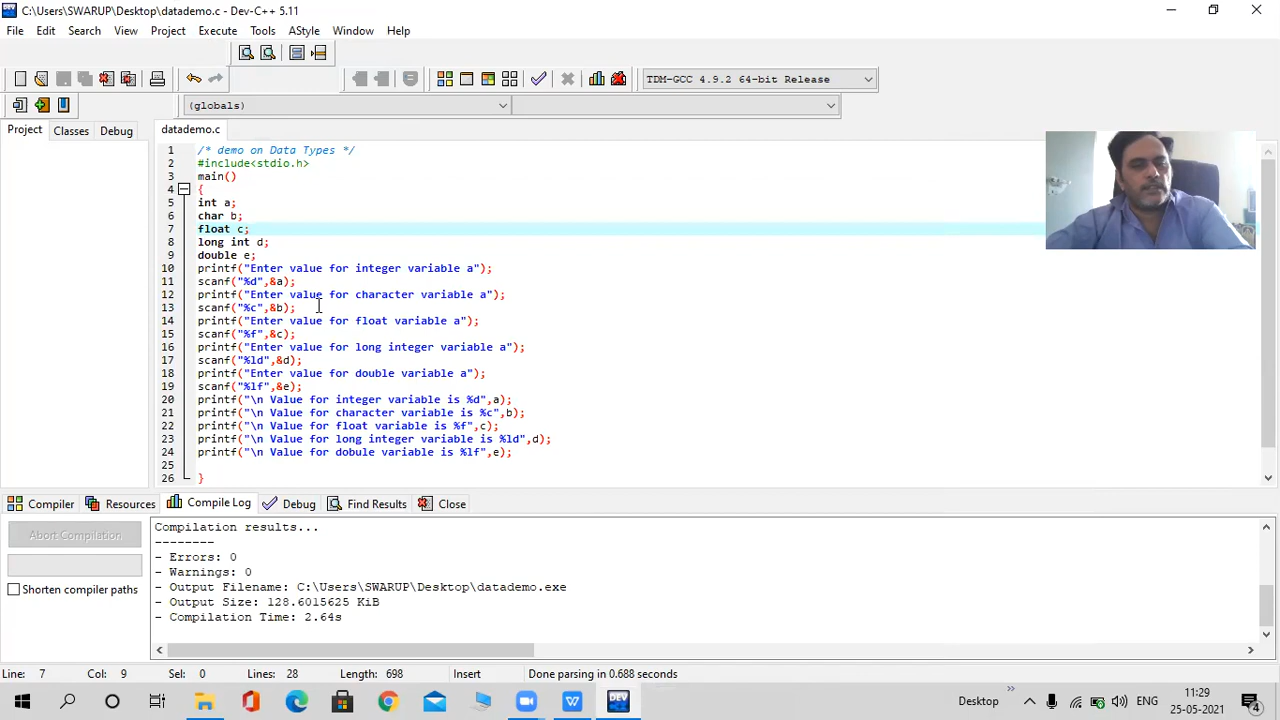 C:\Users\SWARUP\Desktop\datademo.c - Dev-C++ 5.11
File Edit Search View Project Execute Tools AStyle Window Help
TDM-GCC 4.9.2 64-bit Release
(globals)
Project Classes Debug datademo.c
1 /* demo on Data Types */
2 #include<stdio.h>
3 main()
4 {
5 int a;
6 char b;
7 float c;
8 long int d;
9 double e;
10 printf("Enter value for integer variable a");
11 scanf("%d",&a);
12 printf("Enter value for character variable a");
13 scanf("%c",&b);
14 printf("Enter value for float variable a");
15 scanf("%f",&c);
16 printf("Enter value for long integer variable a");
17 scanf("%ld",&d);
18 printf("Enter value for double variable a");
19 scanf("%lf",&e);
20 printf("\n Value for integer variable is %d",a);
21 printf("\n Value for character variable is %c",b);
22 printf("\n Value for float variable is %f",c);
23 printf("\n Value for long integer variable is %ld",d);
24 printf("\n Value for dobule variable is %lf",e);
25
26 }
Compiler Resources Compile Log Debug Find Results Close
Abort Compilation
Shorten compiler paths
Compilation results...
--------
- Errors: 0
- Warnings: 0
- Output Filename: C:\Users\SWARUP\Desktop\datademo.exe
- Output Size: 128.6015625 KiB
- Compilation Time: 2.64s
Line: 7 Col: 9 Sel: 0 Lines: 28 Length: 698 Insert Done parsing in 0.688 seconds
DEV
Desktop
ENG
11:29
25-05-2021
4